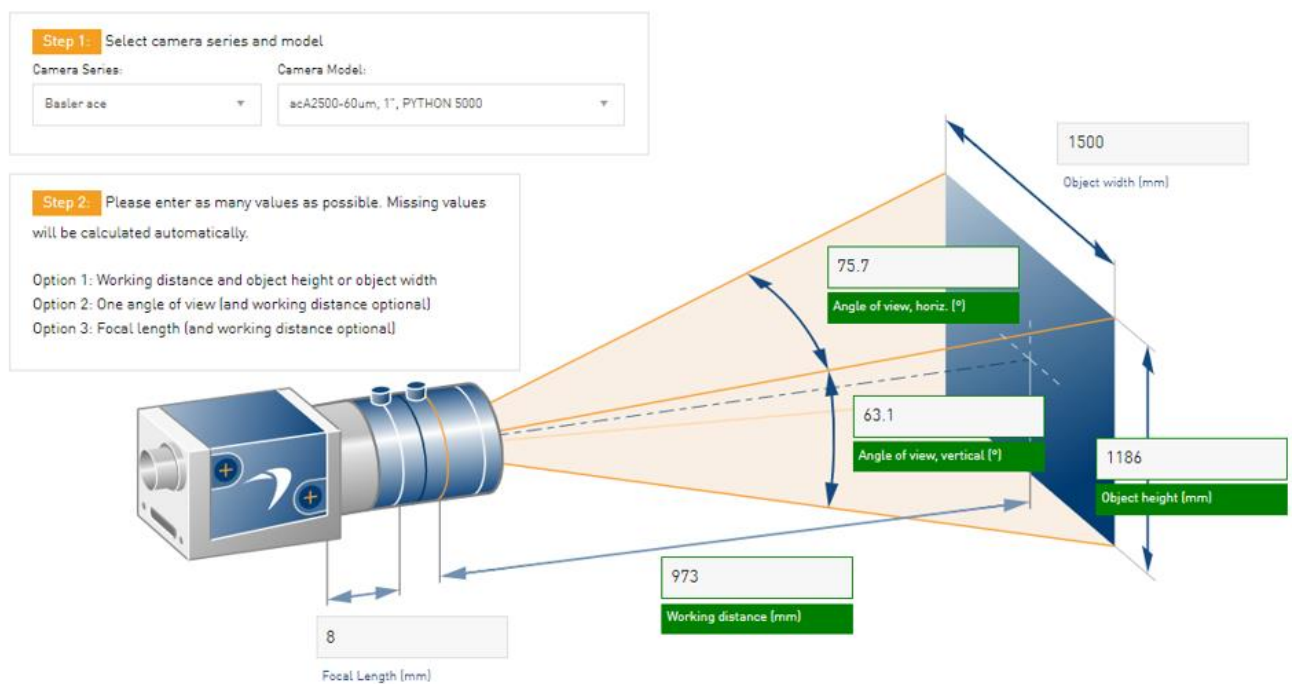 Step 1: Select camera series and model
Camera Series: Camera Model:
Basler ace acA2500-60um, 1", PYTHON 5000
1500
Object width (mm)
Step 2: Please enter as many values as possible. Missing values
will be calculated automatically.
Option 1: Working distance and object height or object width
Option 2: One angle of view (and working distance optional)
Option 3: Focal length (and working distance optional)
75.7
Angle of view, horiz. (º)
63.1
Angle of view, vertical (º)
1186
Object height (mm)
973
Working distance (mm)
8
Focal Length (mm)